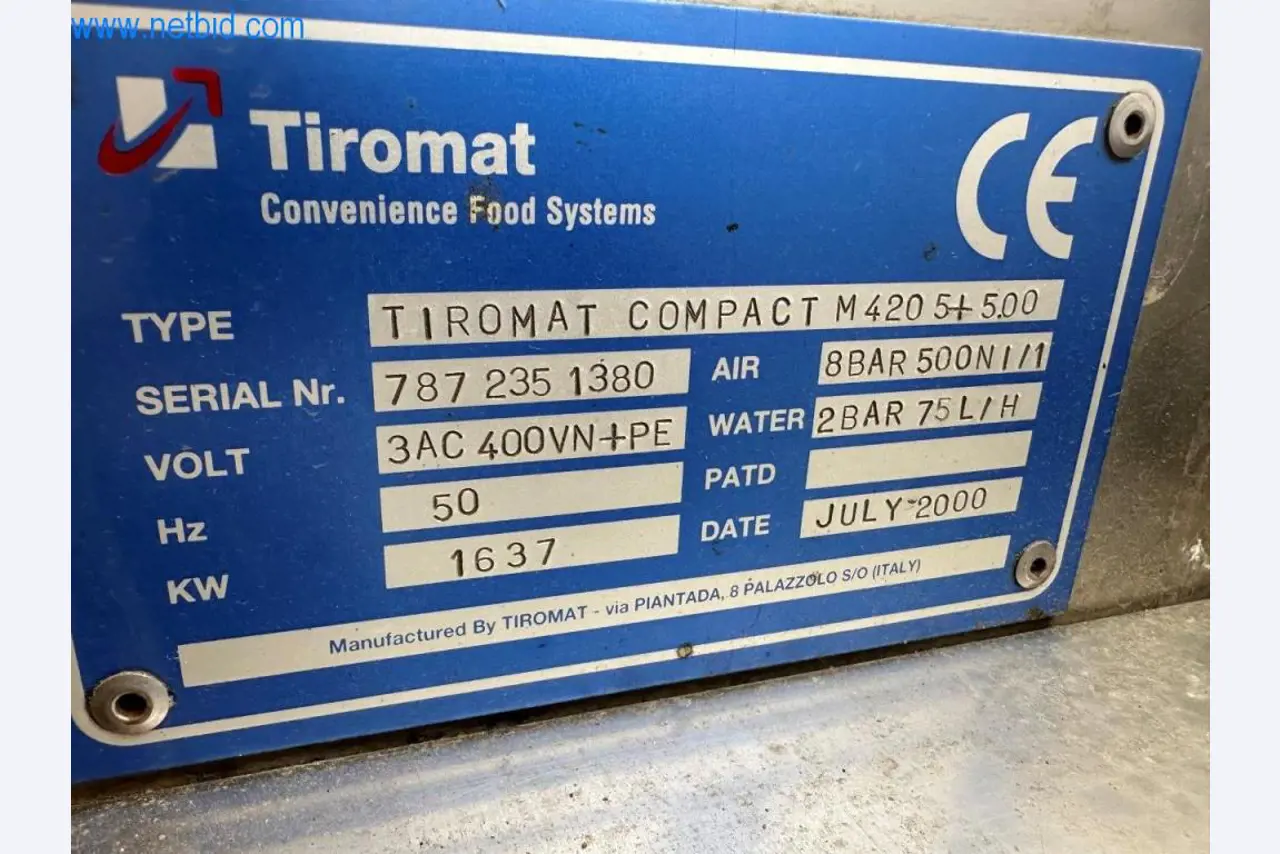 www.netbid.com
Tiromat
Convenience Food Systems
CE
TYPE TIROMAT COMPACT M420 5+5.00
SERIAL Nr. 787 235 1380 AIR 8BAR 500N I/1
VOLT 3AC 400VN+PE WATER 2BAR 75L/H
Hz 50 PATD
KW 1637 DATE JULY-2000
Manufactured By TIROMAT - via PIANTADA, 8 PALAZZOLO S/O (ITALY)